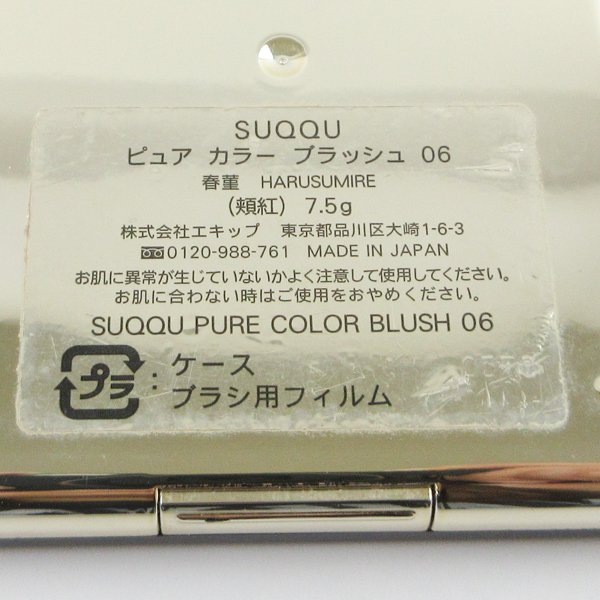 SUQQU
ピュア カラー ブラッシュ 06
春菫 HARUSUMIRE
（頬紅） 7.5g
株式会社エキップ 東京都品川区大崎1-6-3
0120-988-761 MADE IN JAPAN
お肌に異常が生じていないかよく注意して使用してください。
お肌に合わない時はご使用をおやめください。
SUQQU PURE COLOR BLUSH 06
プラ : ケース
ブラシ用フィルム